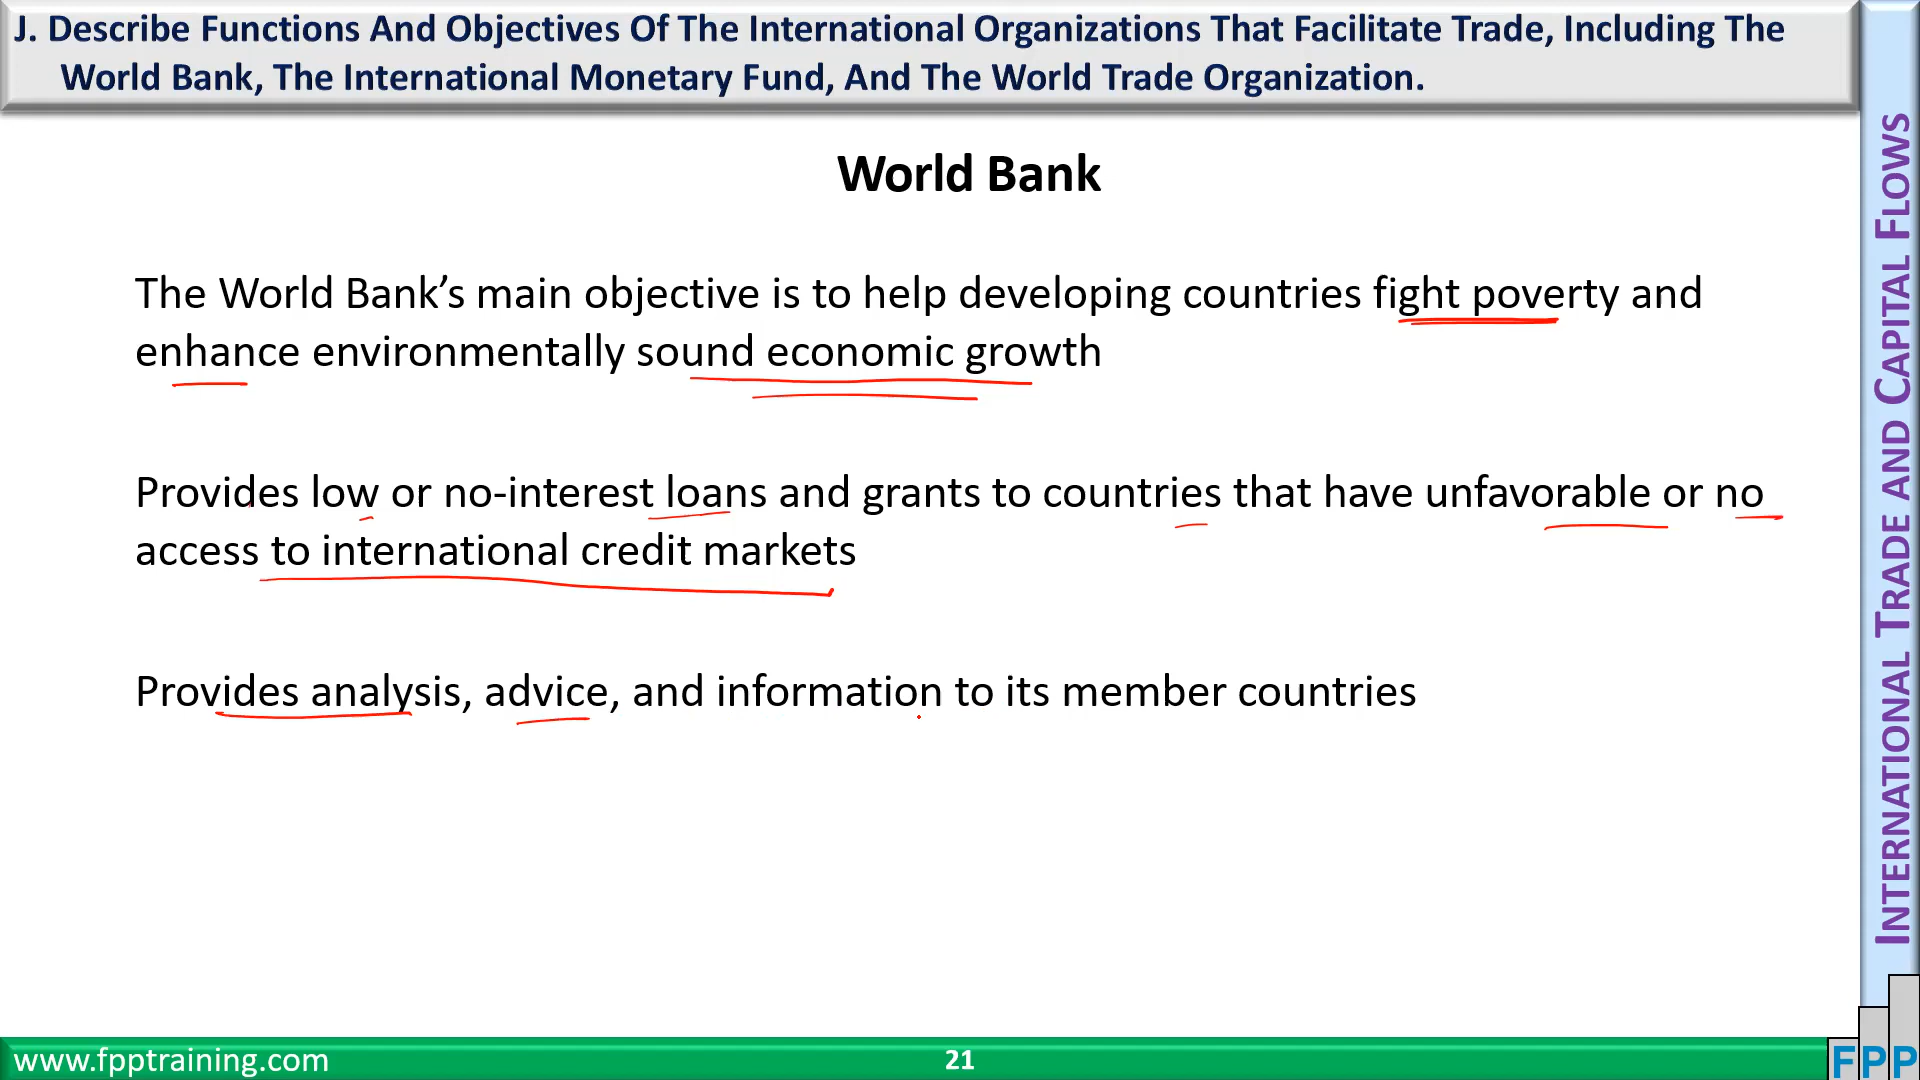 J. Describe Functions And Objectives Of The International Organizations That Facilitate Trade, Including The
World Bank, The International Monetary Fund, And The World Trade Organization.
World Bank
The World Bank’s main objective is to help developing countries fight poverty and
enhance environmentally sound economic growth
Provides low or no-interest loans and grants to countries that have unfavorable or no
access to international credit markets
Provides analysis, advice, and information to its member countries
INTERNATIONAL TRADE AND CAPITAL FLOWS
www.fpptraining.com
21
FPP